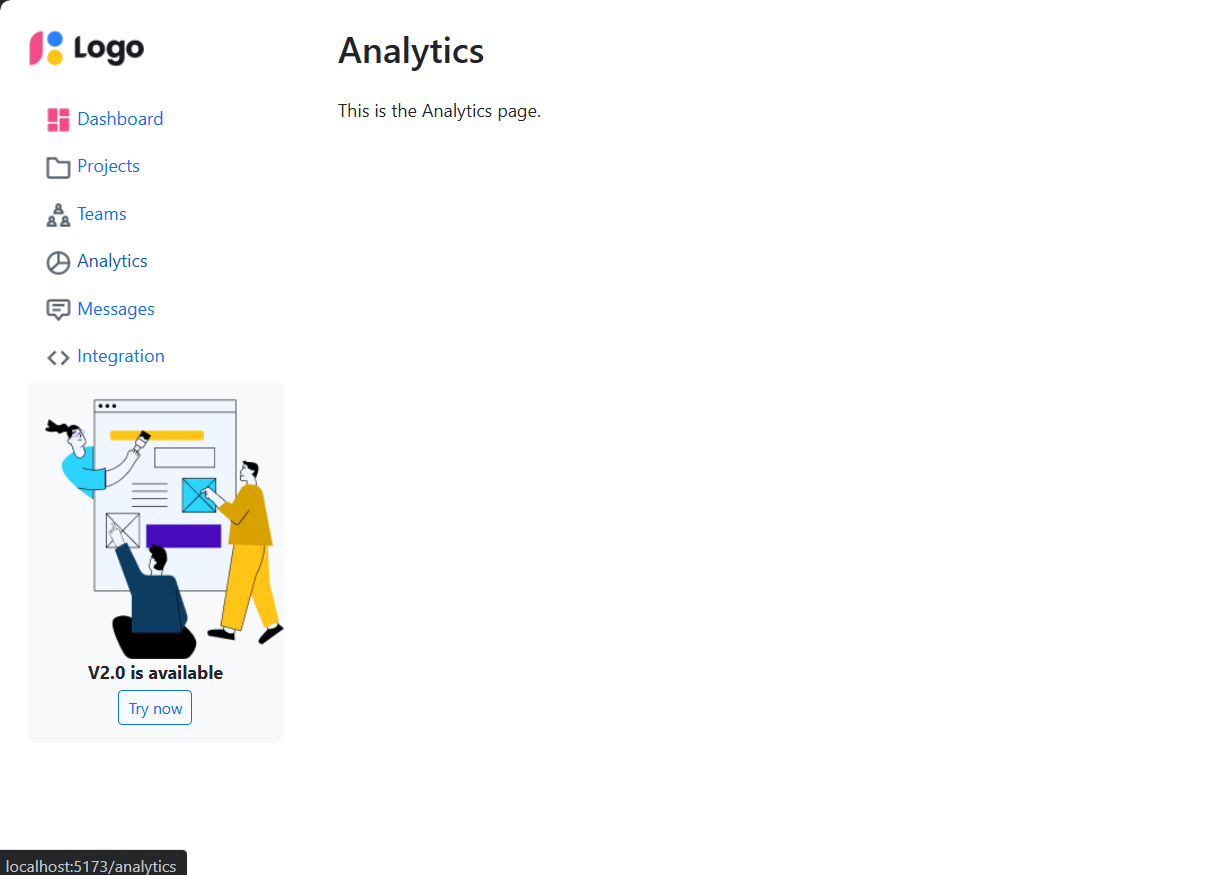 Logo
Analytics
This is the Analytics page.
Dashboard
Projects
Teams
Analytics
Messages
Integration
V2.0 is available
Try now
localhost:5173/analytics